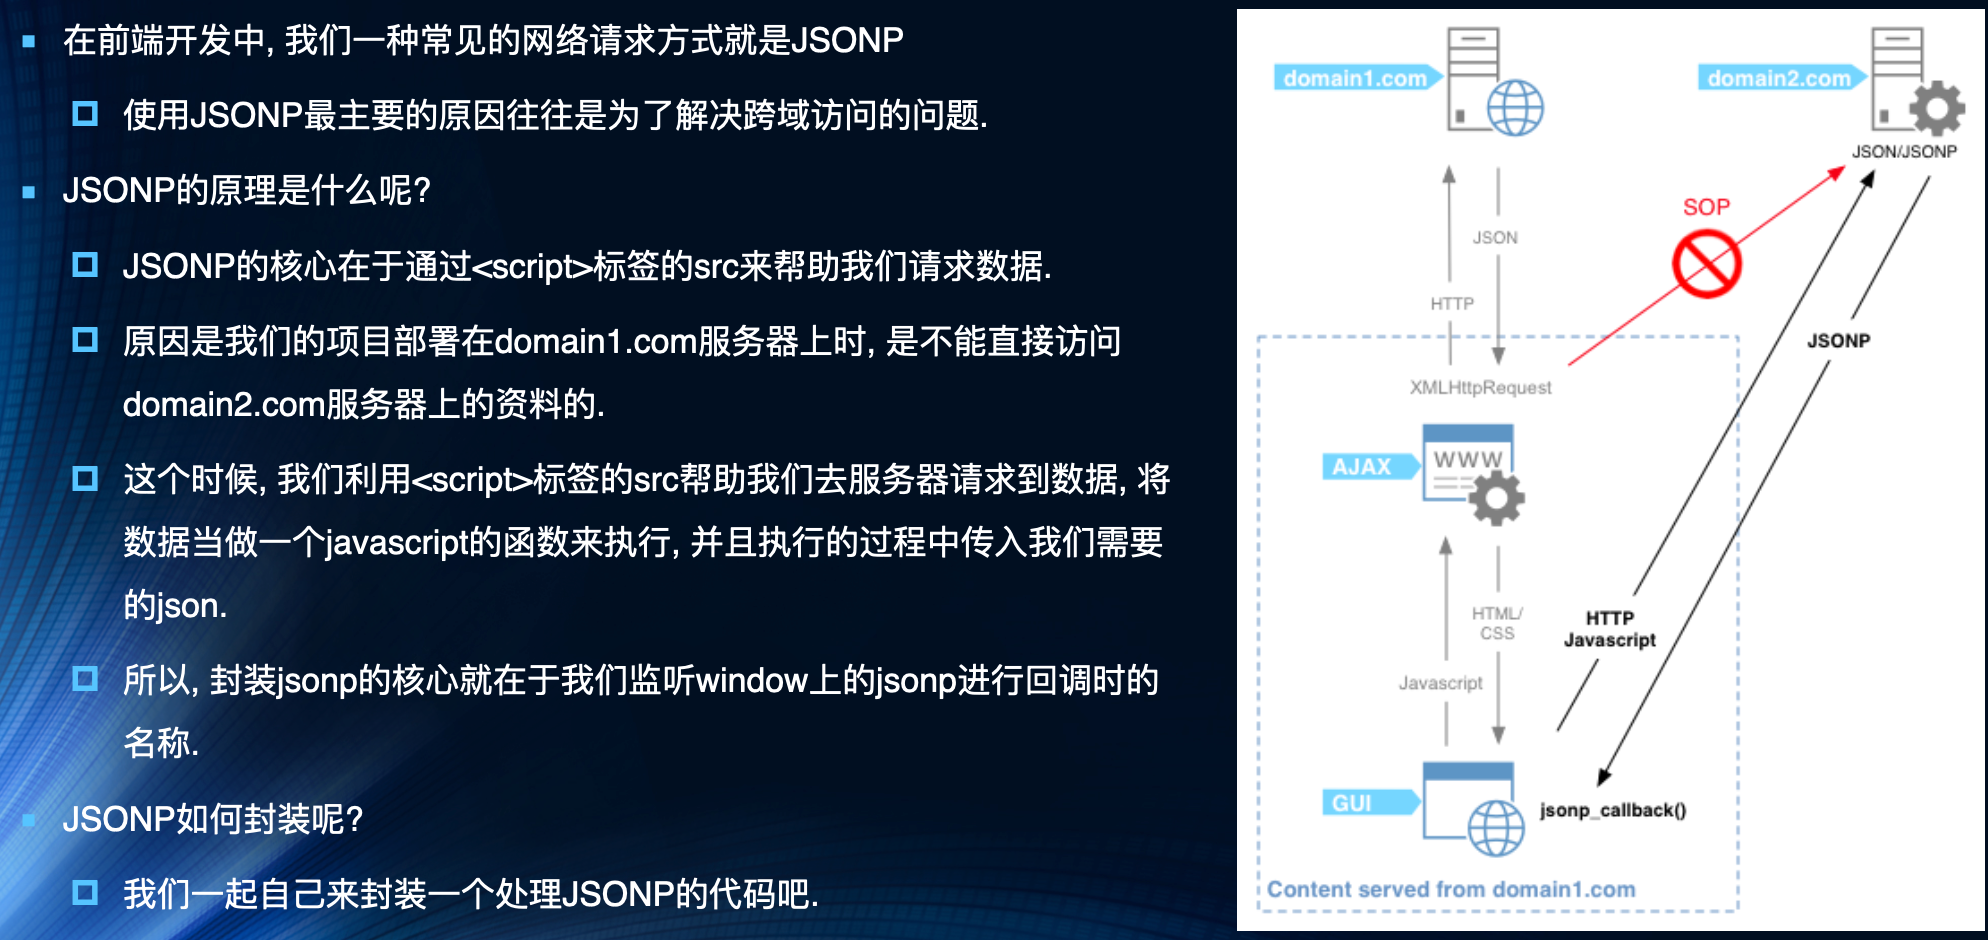 在前端开发中, 我们一种常见的网络请求方式就是JSONP
使用JSONP最主要的原因往往是为了解决跨域访问的问题.
JSONP的原理是什么呢?
JSONP的核心在于通过<script>标签的src来帮助我们请求数据.
原因是我们的项目部署在domain1.com服务器上时, 是不能直接访问
domain2.com服务器上的资料的.
这个时候, 我们利用<script>标签的src帮助我们去服务器请求到数据, 将
数据当做一个javascript的函数来执行, 并且执行的过程中传入我们需要
的json.
所以, 封装jsonp的核心就在于我们监听window上的jsonp进行回调时的
名称.
JSONP如何封装呢?
我们一起自己来封装一个处理JSONP的代码吧.
domain1.com
domain2.com
JSON/JSONP
SOP
JSON
HTTP
JSONP
XMLHttpRequest
AJAX
WWW
HTML/
CSS
HTTP
Javascript
Javascript
GUI
jsonp_callback()
Content served from domain1.com